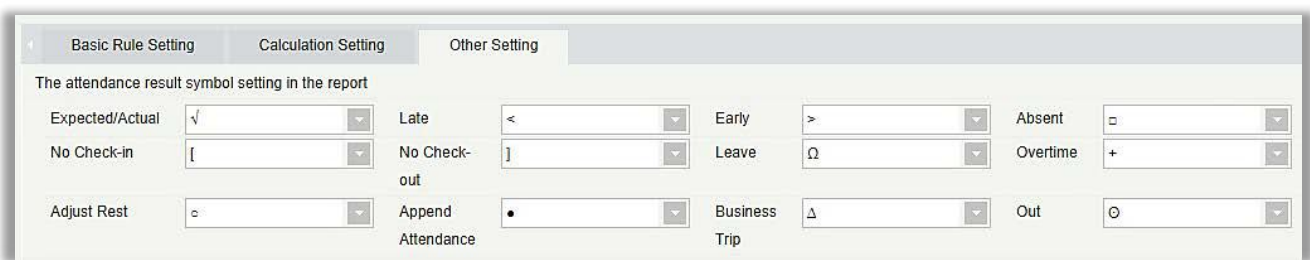 Basic Rule Setting Calculation Setting Other Setting
The attendance result symbol setting in the report
Expected/Actual √ Late < Early > Absent □
No Check-in [ No Check-out ] Leave Ω Overtime +
Adjust Rest ○ Append Attendance ● Business Trip Δ Out ⊙